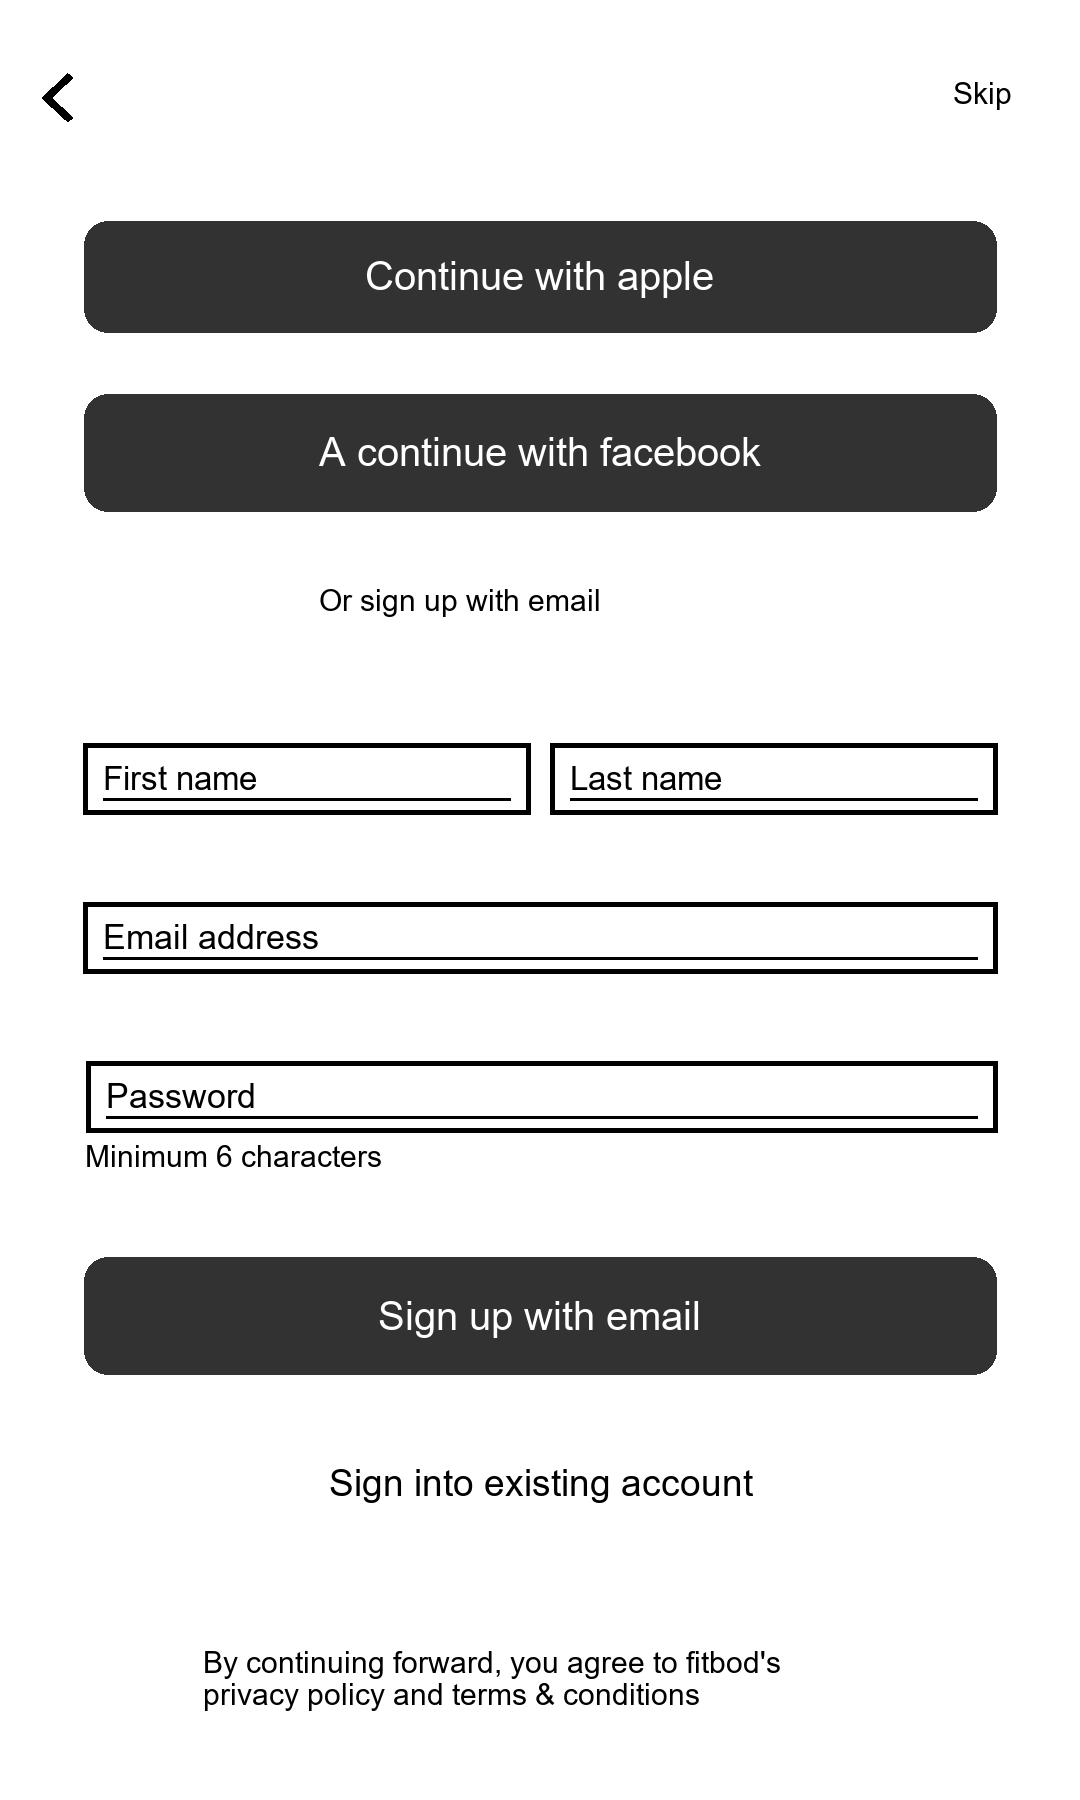 Skip
Continue with apple
A continue with facebook
Or sign up with email
First name
Last name
Email address
Password
Minimum 6 characters
Sign up with email
Sign into existing account
By continuing forward, you agree to fitbod's
privacy policy and terms & conditions